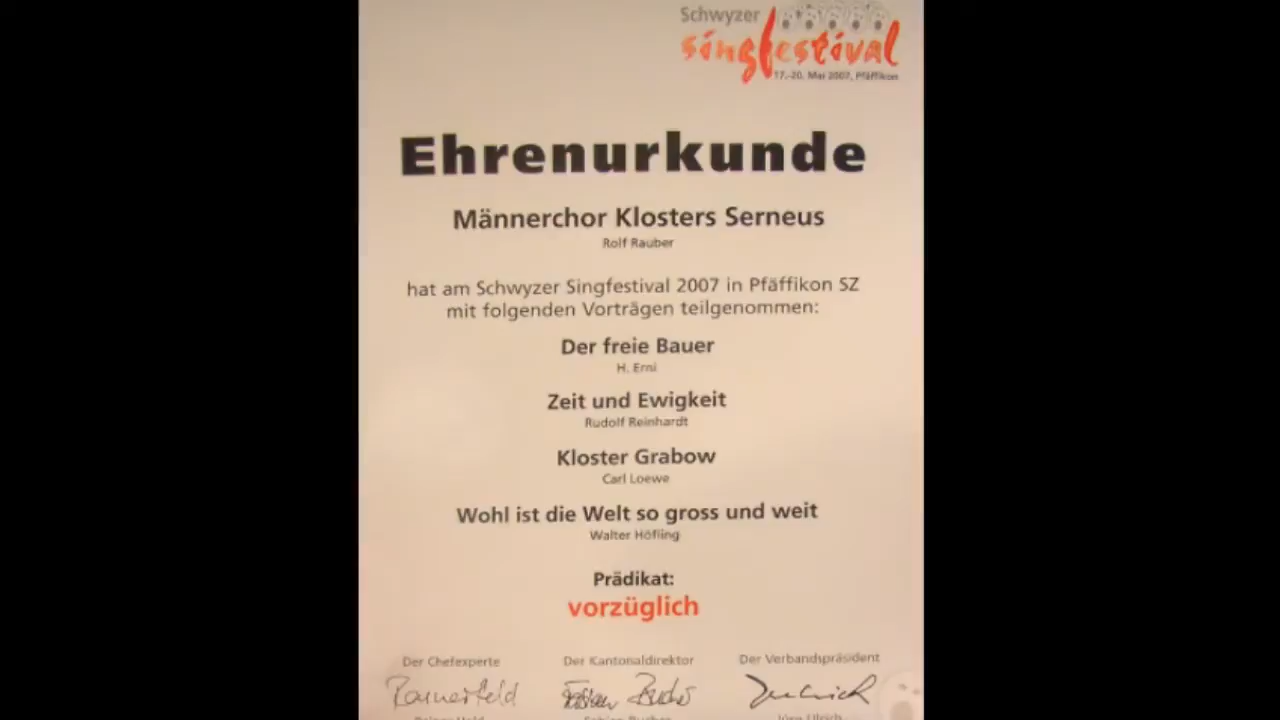 Schwyzer
singfestival
17.-20. Mai 2007, Pfäffikon
Ehrenurkunde
Männerchor Klosters Serneus
Rolf Rauber
hat am Schwyzer Singfestival 2007 in Pfäffikon SZ
mit folgenden Vorträgen teilgenommen:
Der freie Bauer
H. Erni
Zeit und Ewigkeit
Rudolf Reinhardt
Kloster Grabow
Carl Loewe
Wohl ist die Welt so gross und weit
Walter Höfling
Prädikat:
vorzüglich
Der Chefexperte Der Kantonaldirektor Der Verbandspräsident